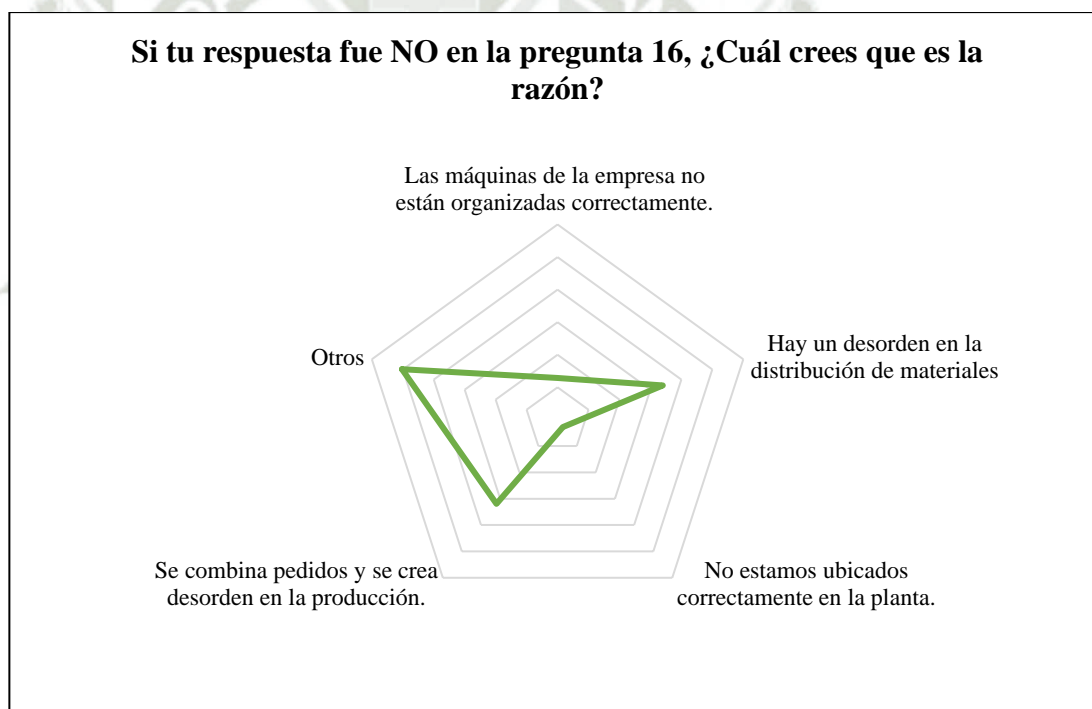 Si tu respuesta fue NO en la pregunta 16, ¿Cuál crees que es la
razón?
Las máquinas de la empresa no
están organizadas correctamente.
Hay un desorden en la
distribución de materiales
Otros
Se combina pedidos y se crea
desorden en la producción.
No estamos ubicados
correctamente en la planta.